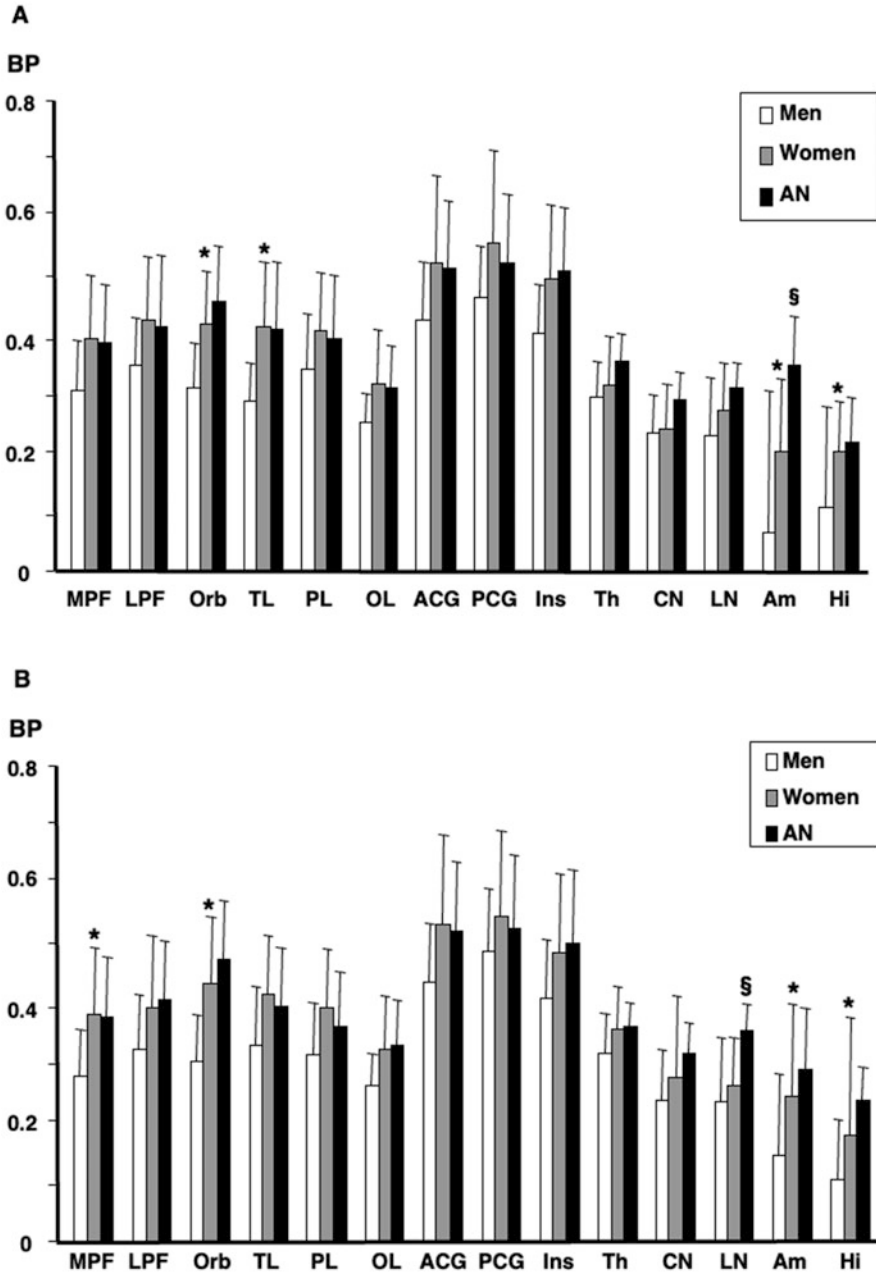 A
BP
0.8
0.6
0.4
0.2
0
Men
Women
AN
* * § * *
MPF LPF Orb TL PL OL ACG PCG Ins Th CN LN Am Hi
B
BP
0.8
0.6
0.4
0.2
0
Men
Women
AN
* * § * *
MPF LPF Orb TL PL OL ACG PCG Ins Th CN LN Am Hi